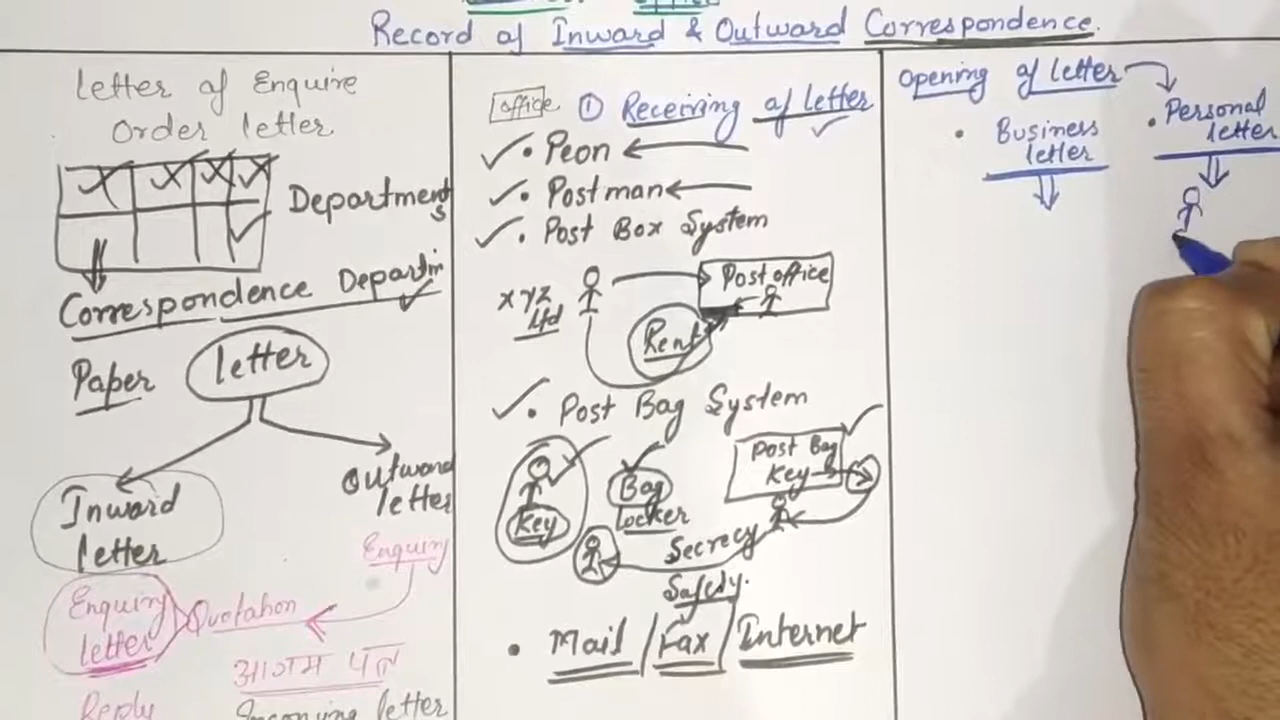 Record of Inward & Outward Correspondence.
Letter of Enquire
Order letter.
Departments
Correspondence Departm
Paper
letter
Inward
letter
Outward
letter
Enquiry
Enquiry
letter
Quotation
आगम पत्र
Reply
Incoming letter
office
① Receiving of letter
• Peon
• Postman
• Post Box System
xyz
Ltd
Post office
Rent
• Post Bag System
Key
Bag
Locker
Post Bag
Key
Secrecy
Safety.
• Mail / Fax / Internet
Opening of letter
• Business
letter
• Personal
letter